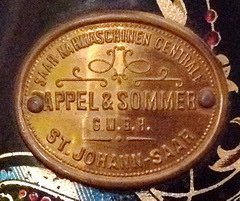 SAAR NÄHMASCHINEN CENTRALE
APPEL & SOMMER
G.M.B.H.
ST. JOHANN-SAAR